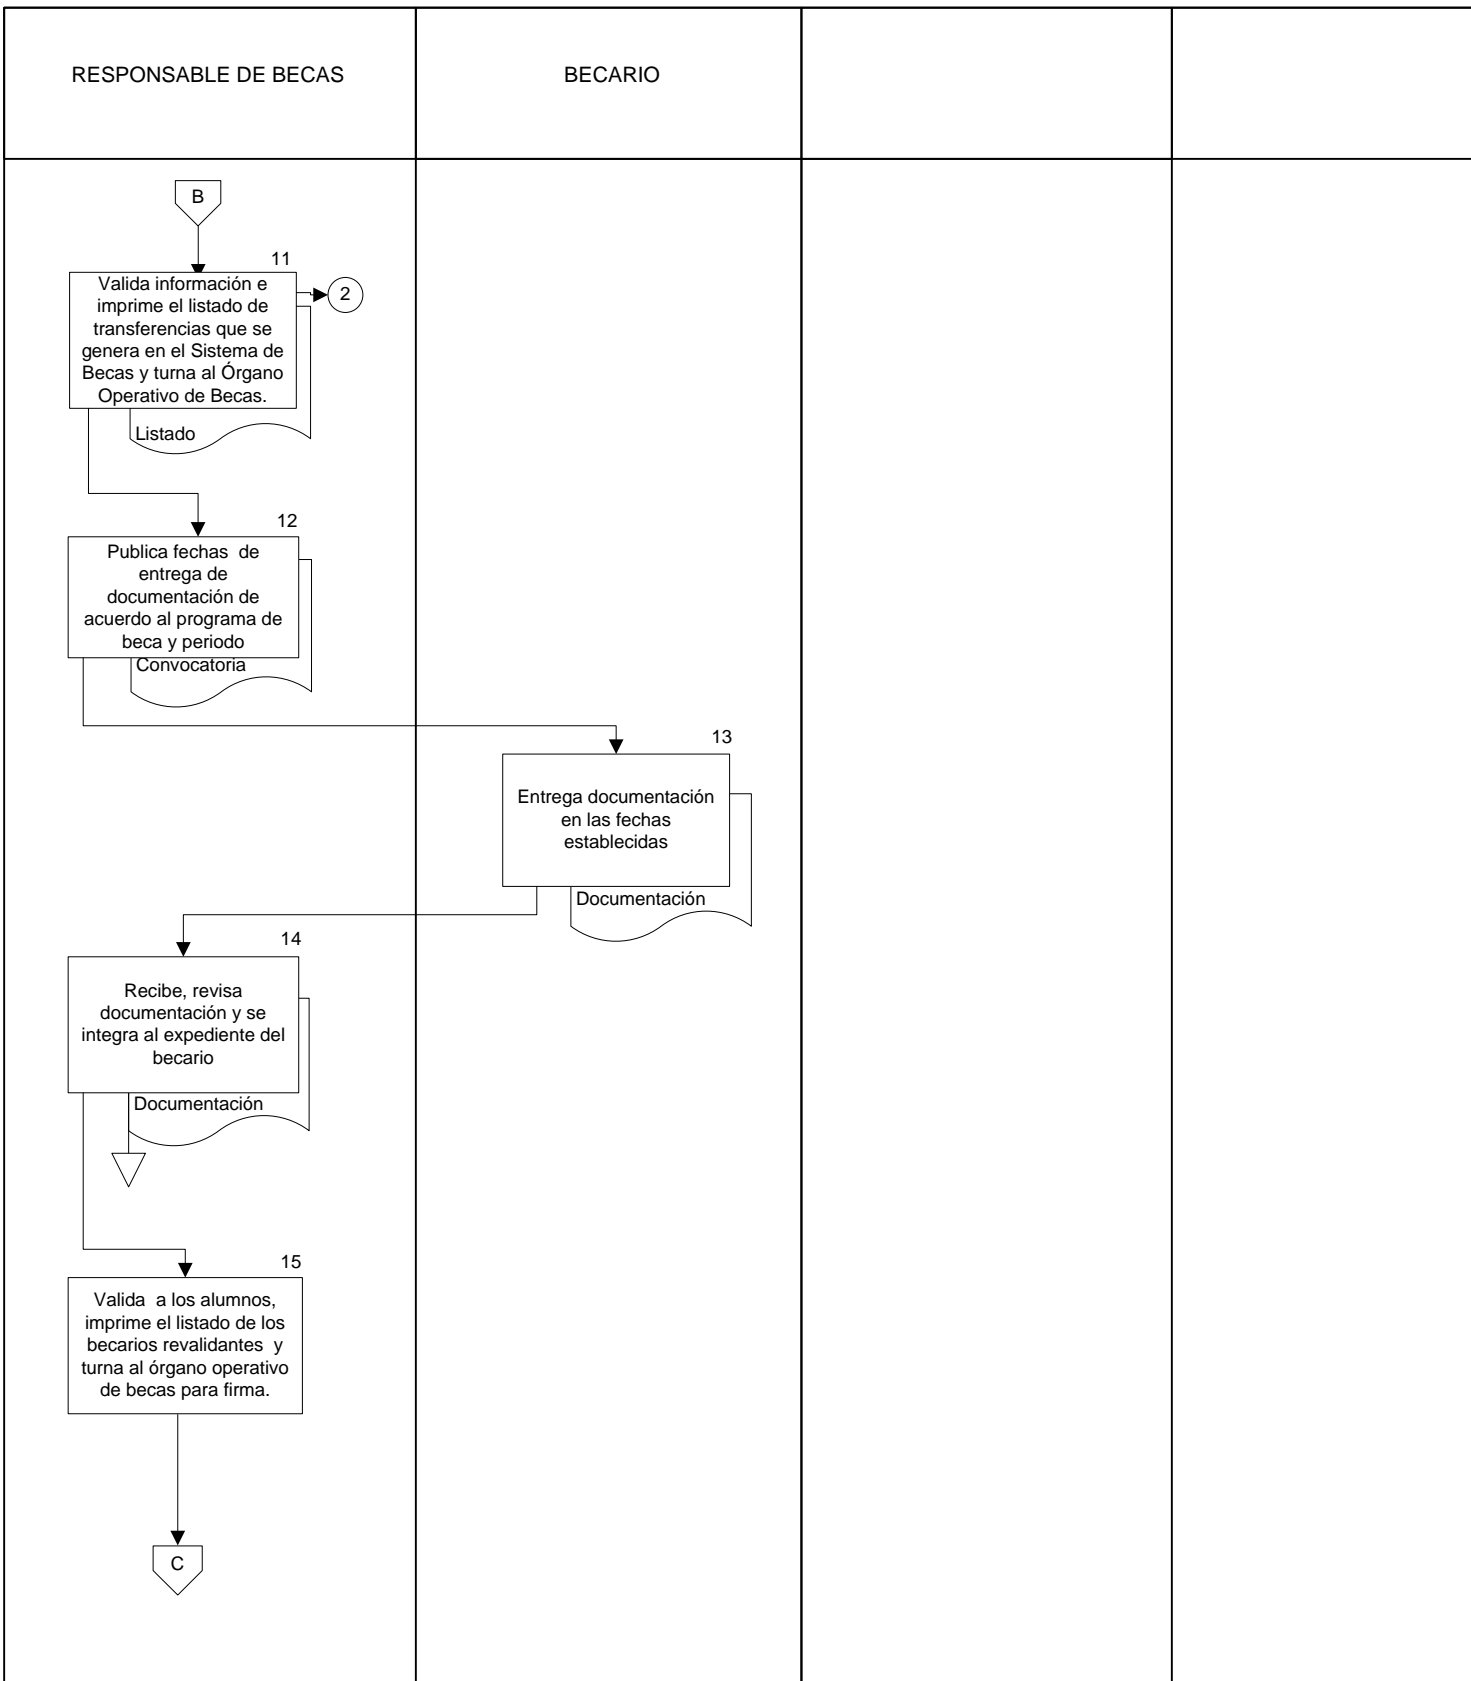 RESPONSABLE DE BECAS
BECARIO
B
11
Valida información e
imprime el listado de
transferencias que se
genera en el Sistema de
Becas y turna al Órgano
Operativo de Becas.
2
Listado
12
Publica fechas de
entrega de
documentación de
acuerdo al programa de
beca y periodo
Convocatoria
13
Entrega documentación
en las fechas
establecidas
Documentación
14
Recibe, revisa
documentación y se
integra al expediente del
becario
Documentación
15
Valida a los alumnos,
imprime el listado de los
becarios revalidantes y
turna al órgano operativo
de becas para firma.
C